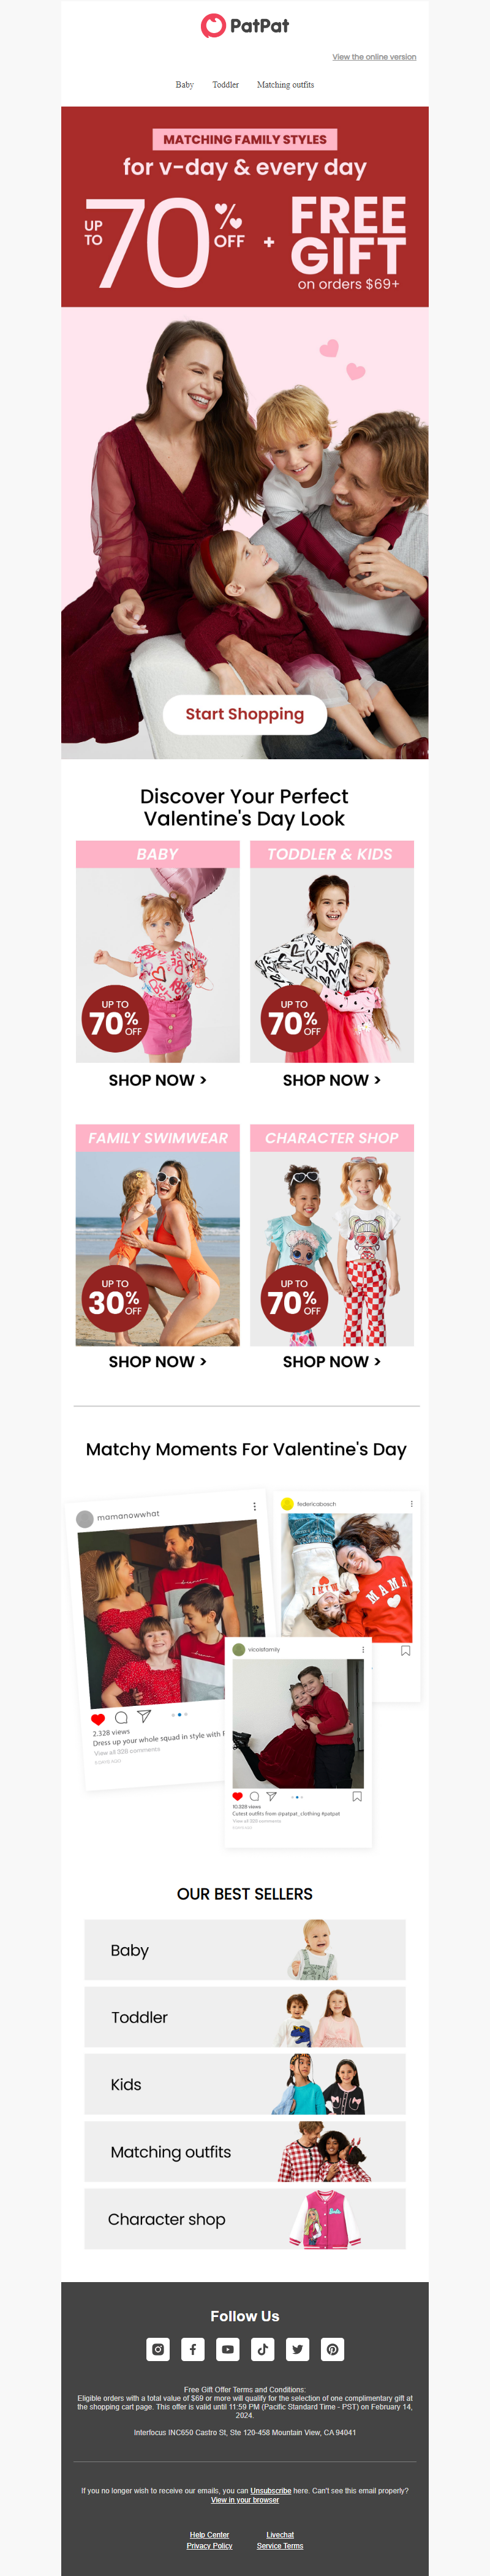 PatPat
View the online version
Baby Toddler Matching outfits
MATCHING FAMILY STYLES
for v-day & every day
UP TO 70% OFF + FREE GIFT
on orders $69+
Start Shopping
Discover Your Perfect
Valentine's Day Look
BABY
UP TO
70% OFF
SHOP NOW >
TODDLER & KIDS
UP TO
70% OFF
SHOP NOW >
FAMILY SWIMWEAR
UP TO
30% OFF
SHOP NOW >
CHARACTER SHOP
UP TO
70% OFF
SHOP NOW >
Matchy Moments For Valentine's Day
mamanowwhat
2.328 views
Dress up your whole squad in style with
View all 328 comments
federicabosch
MAMA
vicoisfamily
10.328 views
Cutest outfits from @patpat_clothing #patpat
View all 328 comments
OUR BEST SELLERS
Baby
Toddler
Kids
Matching outfits
Character shop
Barbie
Follow Us
Free Gift Offer Terms and Conditions:
Eligible orders with a total value of $69 or more will qualify for the selection of one complimentary gift at
the shopping cart page. This offer is valid until 11:59 PM (Pacific Standard Time - PST) on February 14,
2024.
Interfocus INC650 Castro St, Ste 120-458 Mountain View, CA 94041
If you no longer wish to receive our emails, you can Unsubscribe here. Can't see this email properly?
View in your browser
Help Center Livechat
Privacy Policy Service Terms